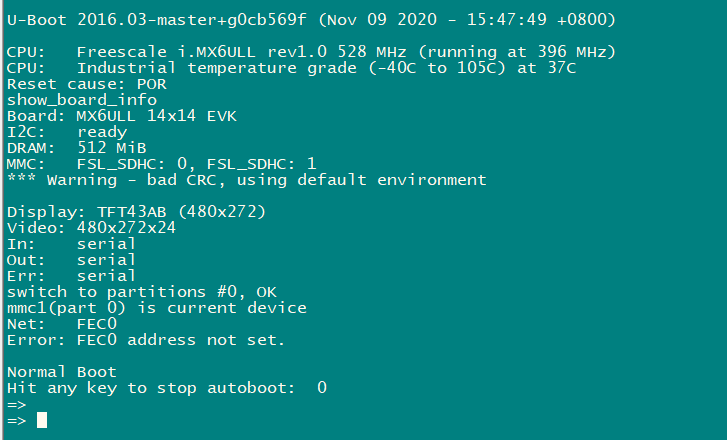 U-Boot 2016.03-master+g0cb569f (Nov 09 2020 - 15:47:49 +0800)
CPU:   Freescale i.MX6ULL rev1.0 528 MHz (running at 396 MHz)
CPU:   Industrial temperature grade (-40C to 105C) at 37C
Reset cause: POR
show_board_info
Board: MX6ULL 14x14 EVK
I2C:   ready
DRAM:  512 MiB
MMC:   FSL_SDHC: 0, FSL_SDHC: 1
*** Warning - bad CRC, using default environment
Display: TFT43AB (480x272)
Video: 480x272x24
In:    serial
Out:   serial
Err:   serial
switch to partitions #0, OK
mmc1(part 0) is current device
Net:   FEC0
Error: FEC0 address not set.
Normal Boot
Hit any key to stop autoboot:  0
=>
=>